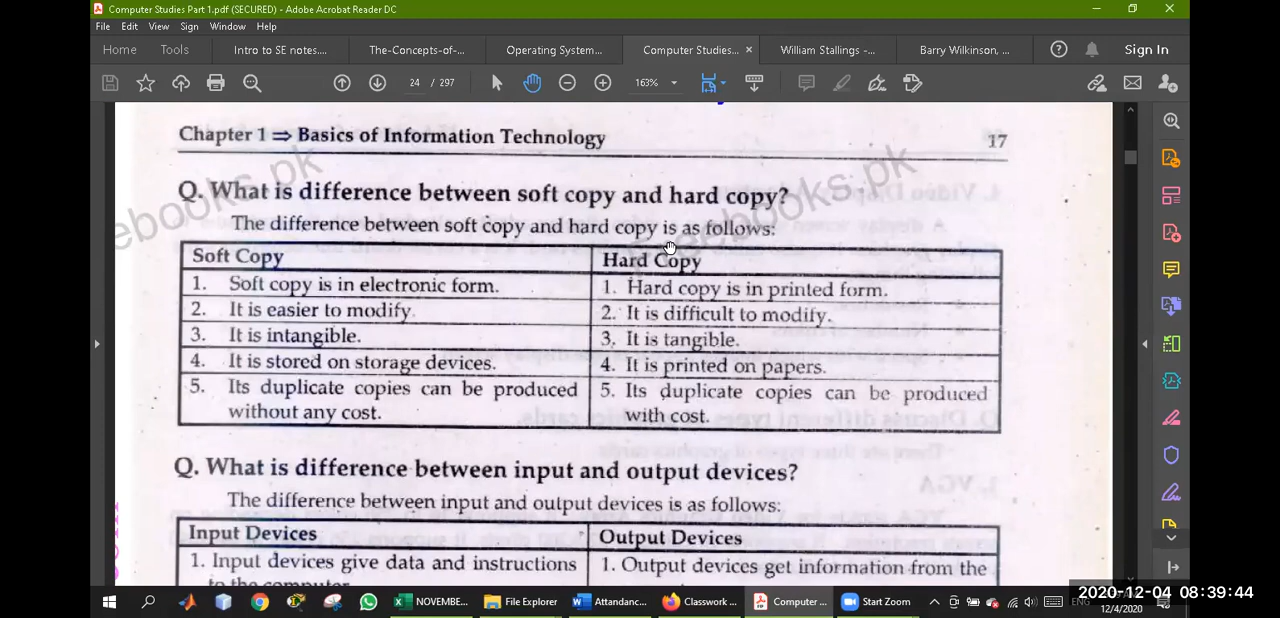 Computer Studies Part 1.pdf (SECURED) - Adobe Acrobat Reader DC
File Edit View Sign Window Help
Home Tools Intro to SE notes.... The-Concepts-of-... Operating System... Computer Studies... × William Stallings -... Barry Wilkinson, ... Sign In
24 / 297 163%
Chapter 1 ⇒ Basics of Information Technology 17
Q. What is difference between soft copy and hard copy?
The difference between soft copy and hard copy is as follows:
Soft Copy Hard Copy
1. Soft copy is in electronic form. 1. Hard copy is in printed form.
2. It is easier to modify. 2. It is difficult to modify.
3. It is intangible. 3. It is tangible.
4. It is stored on storage devices. 4. It is printed on papers.
5. Its duplicate copies can be produced 5. Its duplicate copies can be produced
without any cost. with cost.
Q. What is difference between input and output devices?
The difference between input and output devices is as follows:
Input Devices Output Devices
1. Input devices give data and instructions 1. Output devices get information from the
to the computer
freebooks.pk
NOVEMBE... File Explorer Attandanc... Classwork ... Computer ... Start Zoom ENG
2020-12-04 08:39:44
12/4/2020